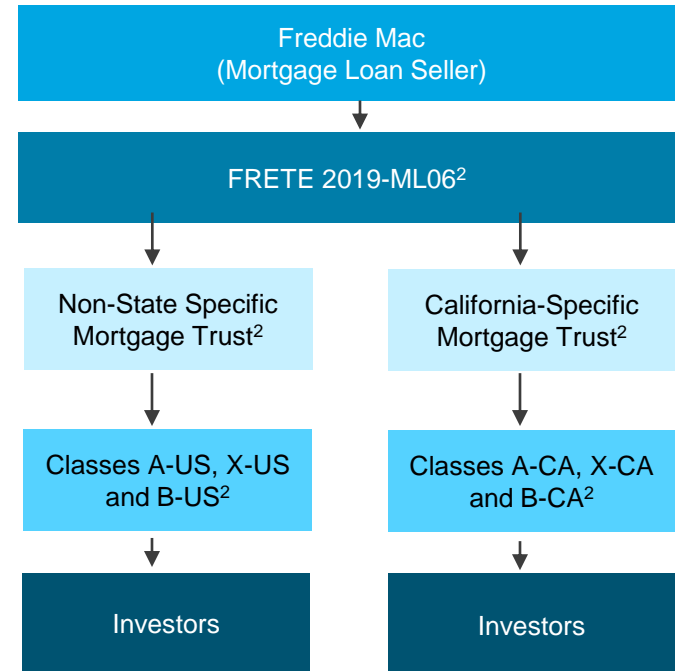 Freddie Mac
(Mortgage Loan Seller)
FRETE 2019-ML06²
Non-State Specific
Mortgage Trust²
California-Specific
Mortgage Trust²
Classes A-US, X-US
and B-US²
Classes A-CA, X-CA
and B-CA²
Investors
Investors